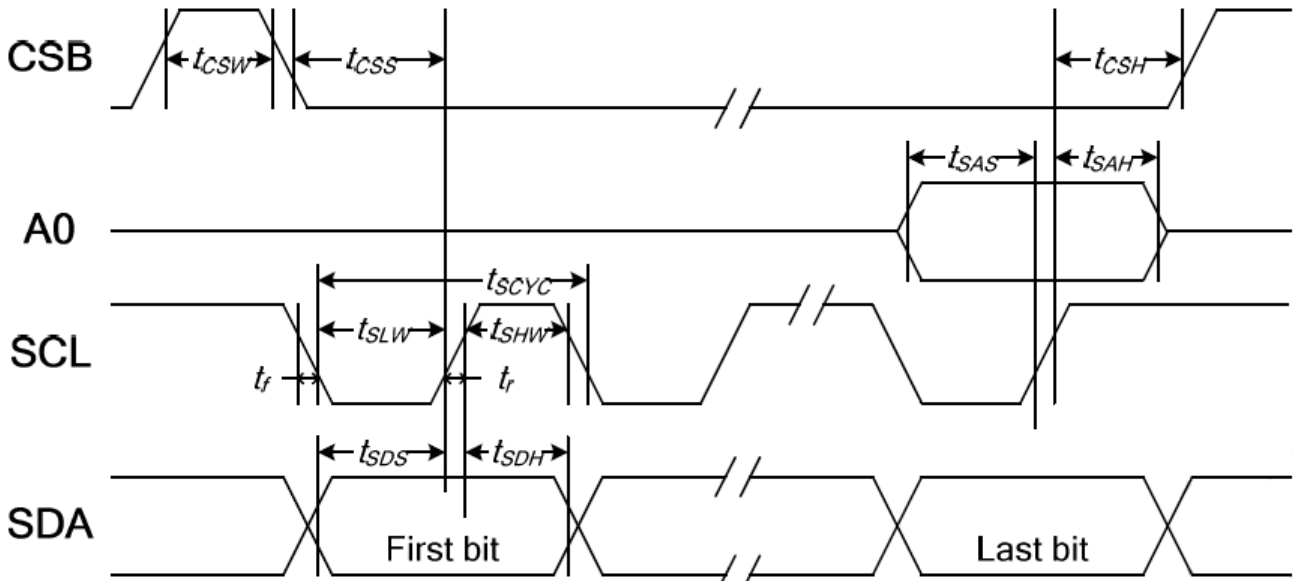 CSB
tCSW
tCSS
tCSH
tSAS
tSAH
A0
tSCYC
SCL
tSLW
tSHW
tf
tr
tSDS
tSDH
SDA
First bit
Last bit